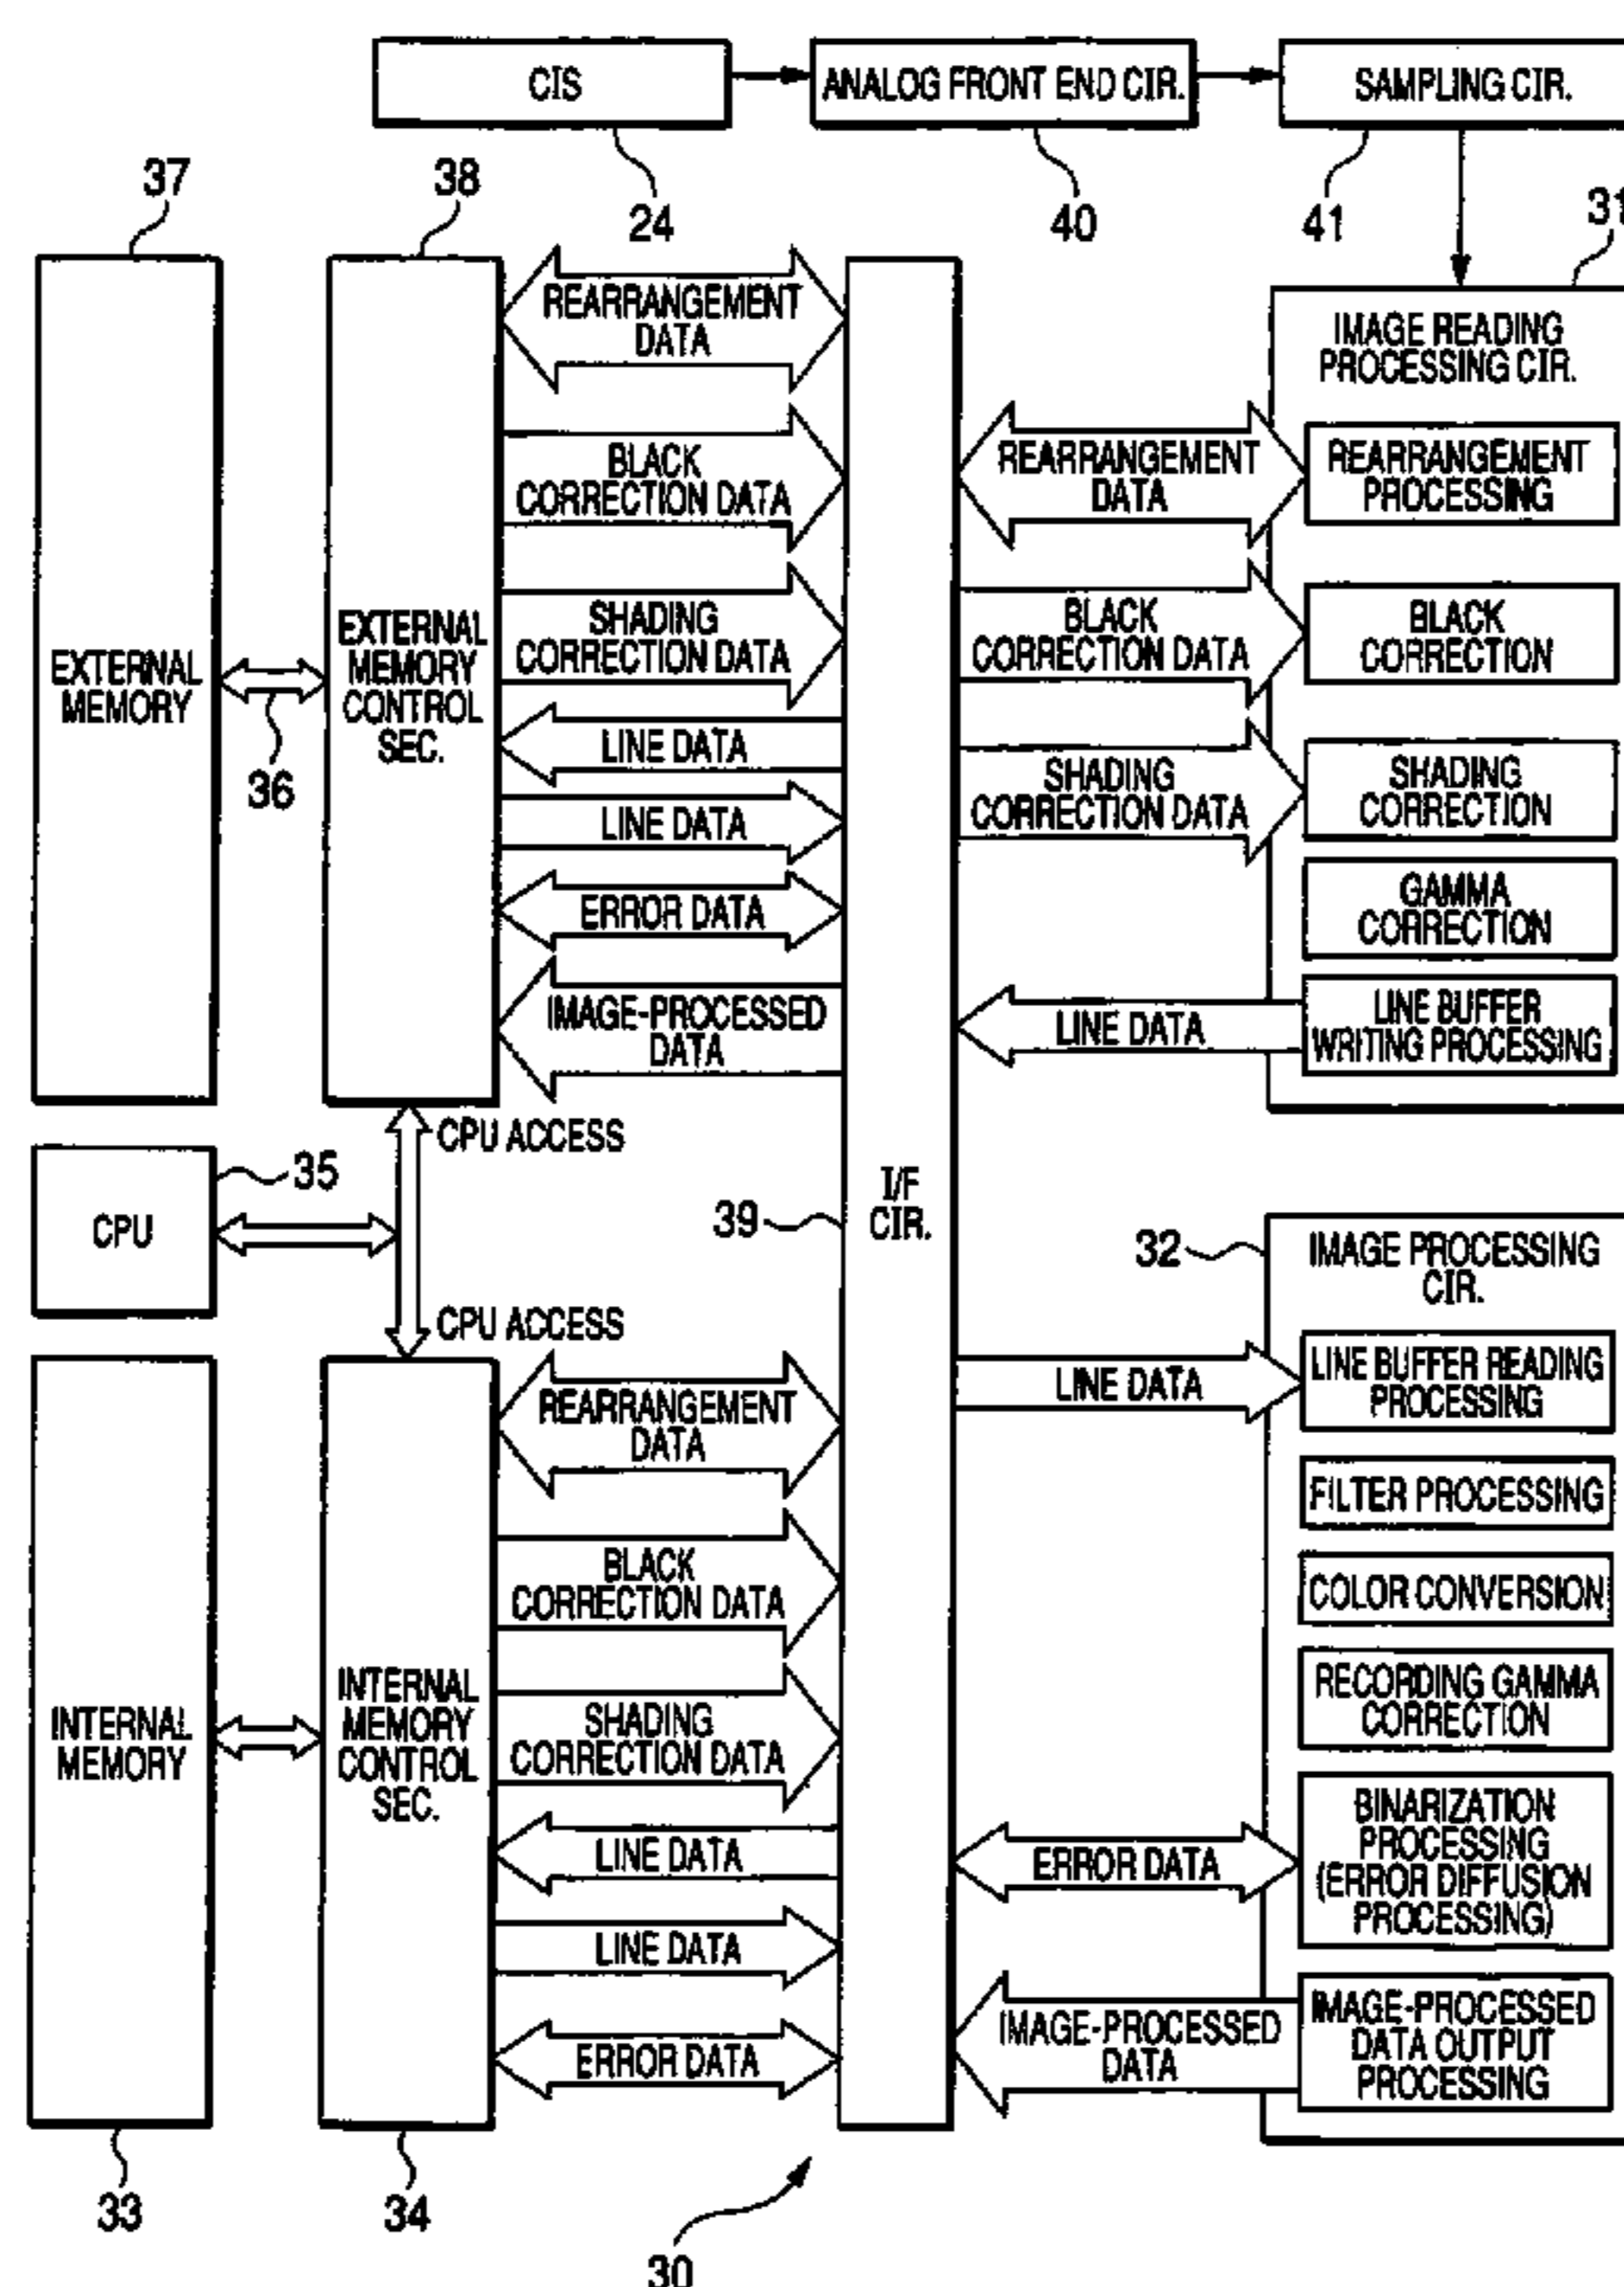 CIS
ANALOG FRONT END CIR.
SAMPLING CIR.
24
40
41
31
37
38
EXTERNAL
MEMORY
36
EXTERNAL
MEMORY
CONTROL
SEC.
REARRANGEMENT
DATA
BLACK
CORRECTION DATA
SHADING
CORRECTION DATA
LINE DATA
LINE DATA
ERROR DATA
IMAGE-PROCESSED
DATA
REARRANGEMENT
DATA
BLACK
CORRECTION DATA
SHADING
CORRECTION DATA
LINE DATA
IMAGE READING
PROCESSING CIR.
REARRANGEMENT
PROCESSING
BLACK
CORRECTION
SHADING
CORRECTION
GAMMA
CORRECTION
LINE BUFFER
WRITING PROCESSING
CPU ACCESS
35
CPU
CPU ACCESS
39
I/F
CIR.
32
IMAGE PROCESSING
CIR.
INTERNAL
MEMORY
INTERNAL
MEMORY
CONTROL
SEC.
REARRANGEMENT
DATA
BLACK
CORRECTION DATA
SHADING
CORRECTION DATA
LINE DATA
LINE DATA
ERROR DATA
LINE DATA
ERROR DATA
IMAGE-PROCESSED
DATA
LINE BUFFER READING
PROCESSING
FILTER PROCESSING
COLOR CONVERSION
RECORDING GAMMA
CORRECTION
BINARIZATION
PROCESSING
(ERROR DIFFUSION
PROCESSING)
IMAGE-PROCESSED
DATA OUTPUT
PROCESSING
33
34
30